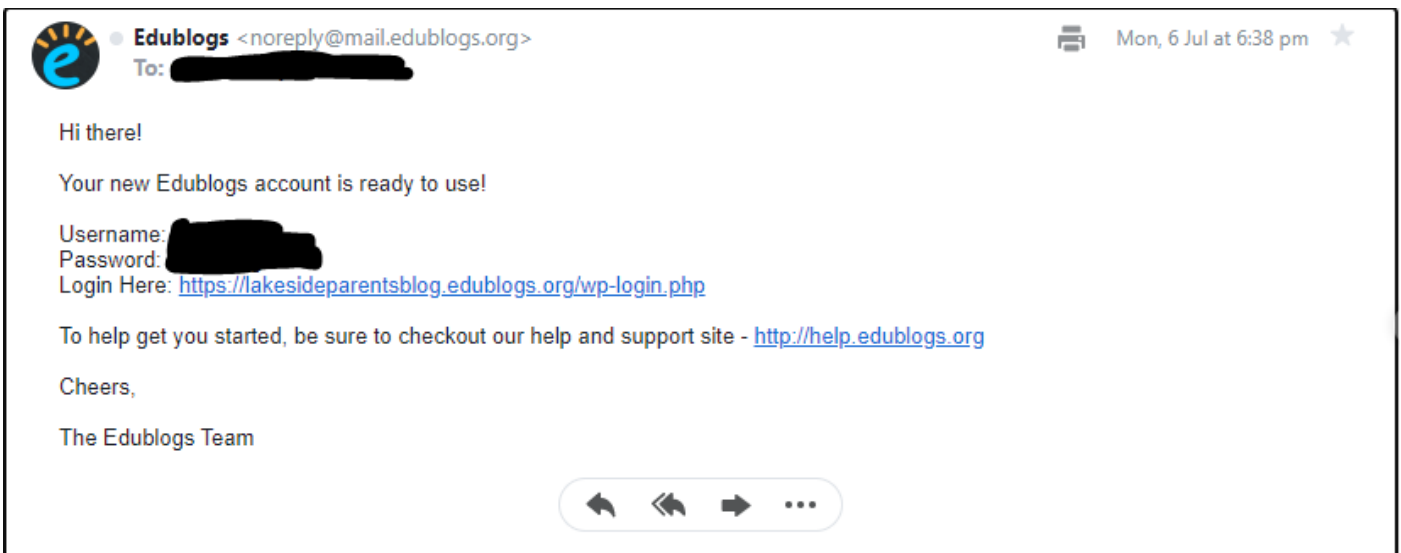 Edublogs <noreply@mail.edublogs.org>
Mon, 6 Jul at 6:38 pm
To:
Hi there!
Your new Edublogs account is ready to use!
Username:
Password:
Login Here: https://lakesideparentsblog.edublogs.org/wp-login.php
To help get you started, be sure to checkout our help and support site - http://help.edublogs.org
Cheers,
The Edublogs Team